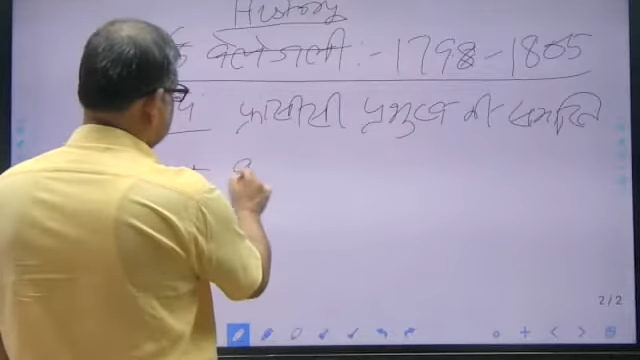 History
वेलेजली :- 1798 - 1805
फ्रांसीसी प्रभुत्व की समाप्ति
2/2